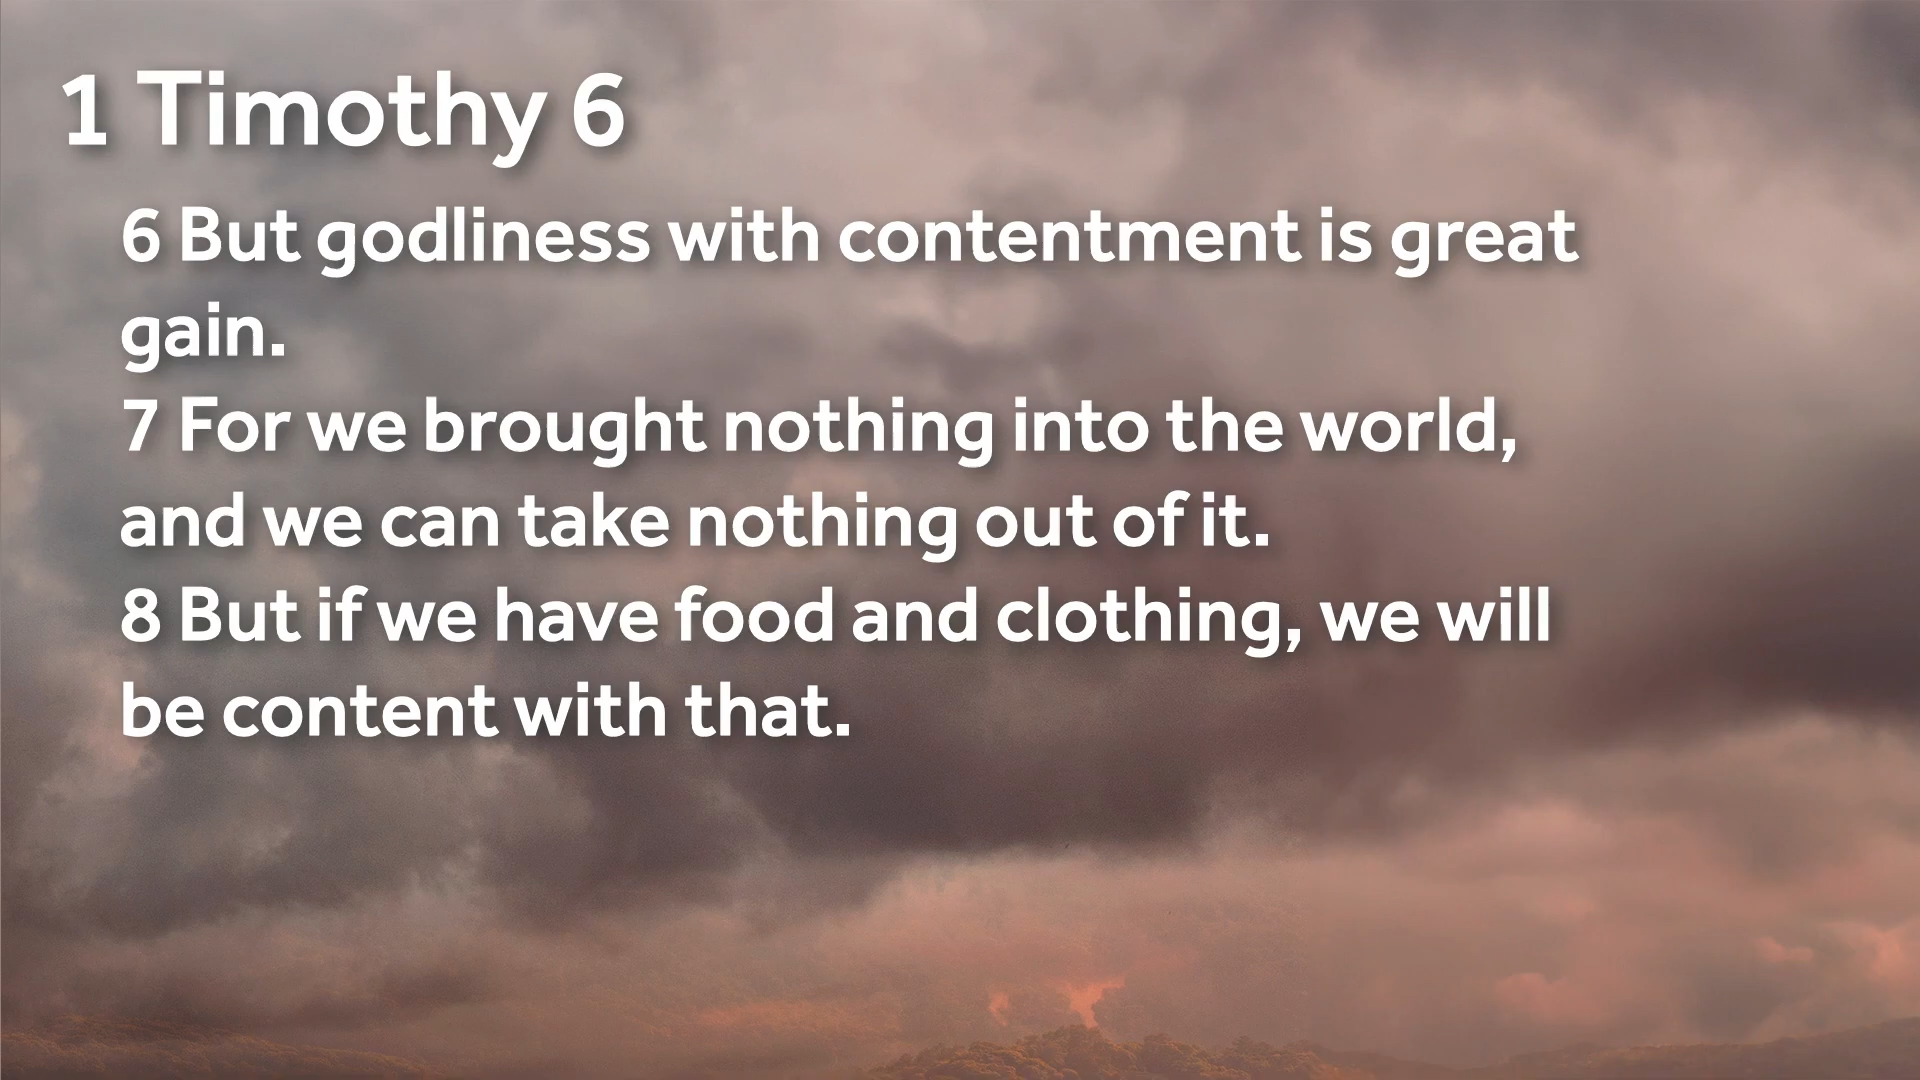 1 Timothy 6
6 But godliness with contentment is great
gain.
7 For we brought nothing into the world,
and we can take nothing out of it.
8 But if we have food and clothing, we will
be content with that.